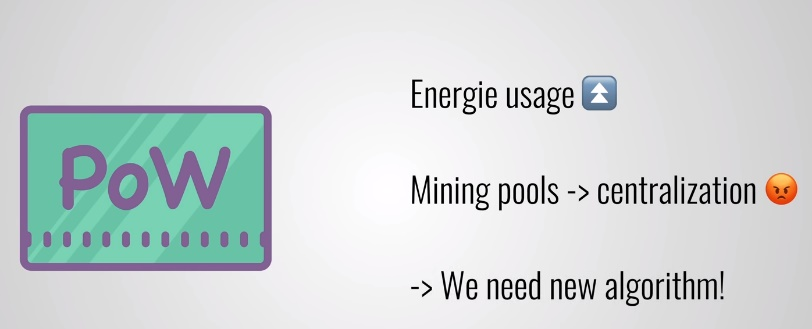 PoW
Energie usage ⏫
Mining pools -> centralization 😡
-> We need new algorithm!